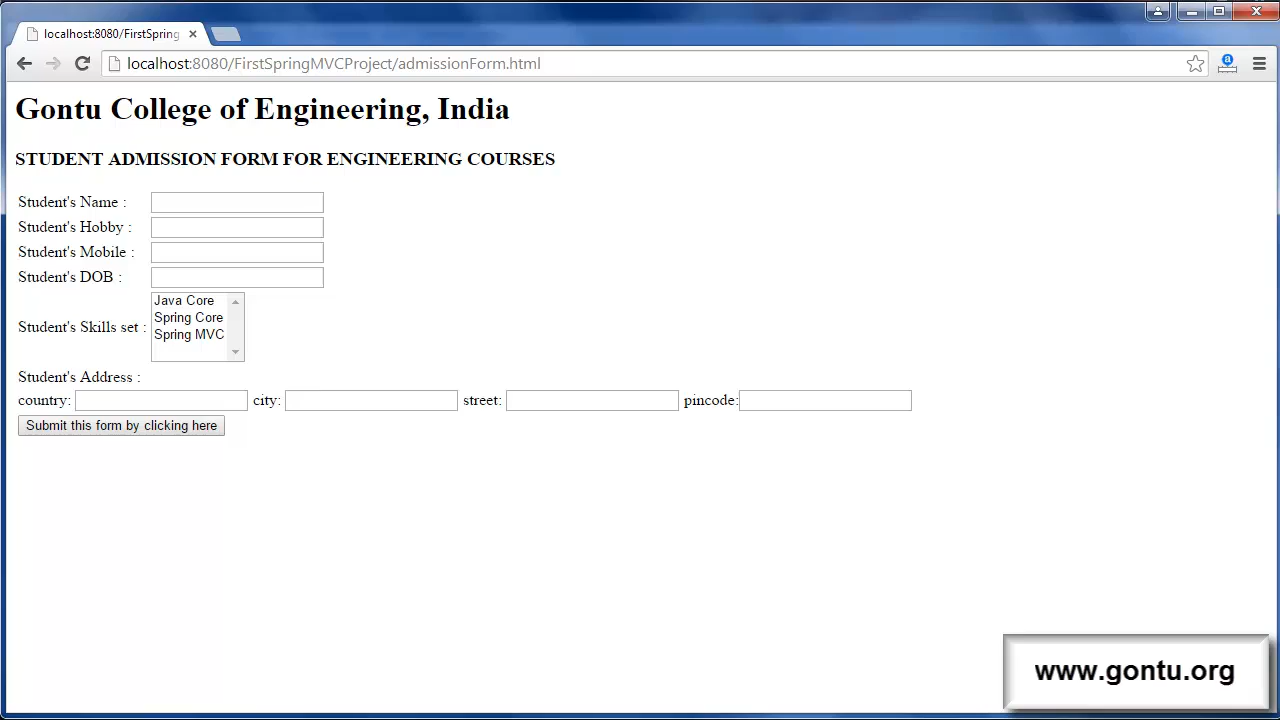 localhost:8080/FirstSpring
localhost:8080/FirstSpringMVCProject/admissionForm.html
Gontu College of Engineering, India
STUDENT ADMISSION FORM FOR ENGINEERING COURSES
Student's Name :
Student's Hobby :
Student's Mobile :
Student's DOB :
Student's Skills set :
Java Core
Spring Core
Spring MVC
Student's Address :
country: city: street: pincode:
Submit this form by clicking here
www.gontu.org